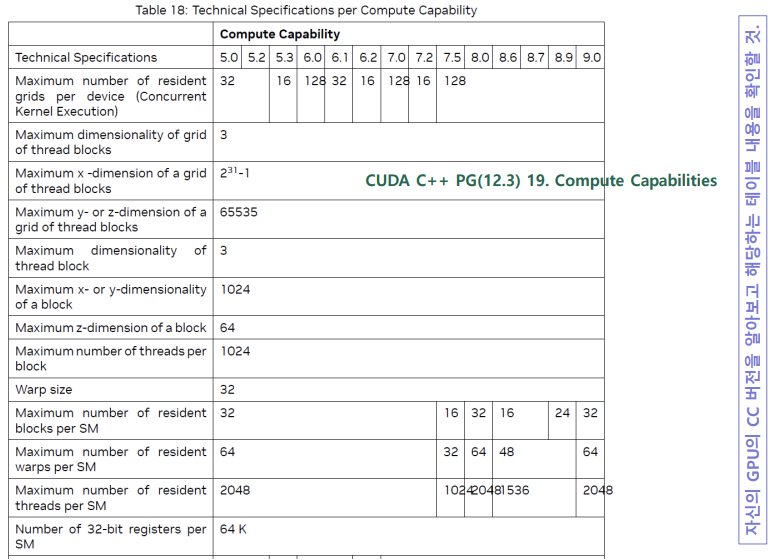 Table 18: Technical Specifications per Compute Capability
Compute Capability
Technical Specifications 5.0 5.2 5.3 6.0 6.1 6.2 7.0 7.2 7.5 8.0 8.6 8.7 8.9 9.0
Maximum number of resident 32 16 128 32 16 128 16 128
grids per device (Concurrent
Kernel Execution)
Maximum dimensionality of grid 3
of thread blocks
Maximum x -dimension of a grid 2³¹-1
of thread blocks
CUDA C++ PG(12.3) 19. Compute Capabilities
Maximum y- or z-dimension of a 65535
grid of thread blocks
Maximum dimensionality of 3
thread block
Maximum x- or y-dimensionality 1024
of a block
Maximum z-dimension of a block 64
Maximum number of threads per 1024
block
Warp size 32
Maximum number of resident 32 16 32 16 24 32
blocks per SM
Maximum number of resident 64 32 64 48 64
warps per SM
Maximum number of resident 2048 1024 2048 1536 2048
threads per SM
Number of 32-bit registers per 64 K
SM
자신의 GPU의 CC 버전을 알아보고 해당하는 테이블 내용을 확인할 것.